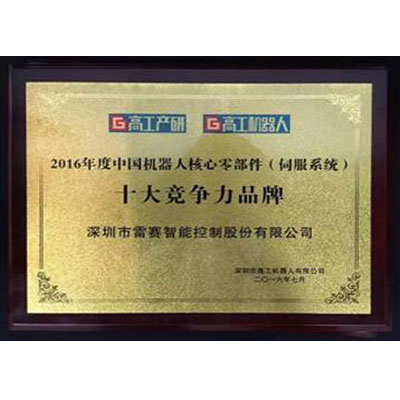 G 高工产研 G 高工机器人
2016年度中国机器人核心零部件（伺服系统）
十大竞争力品牌
深圳市雷赛智能控制股份有限公司
深圳市高工机器人有限公司
二〇一六年七月